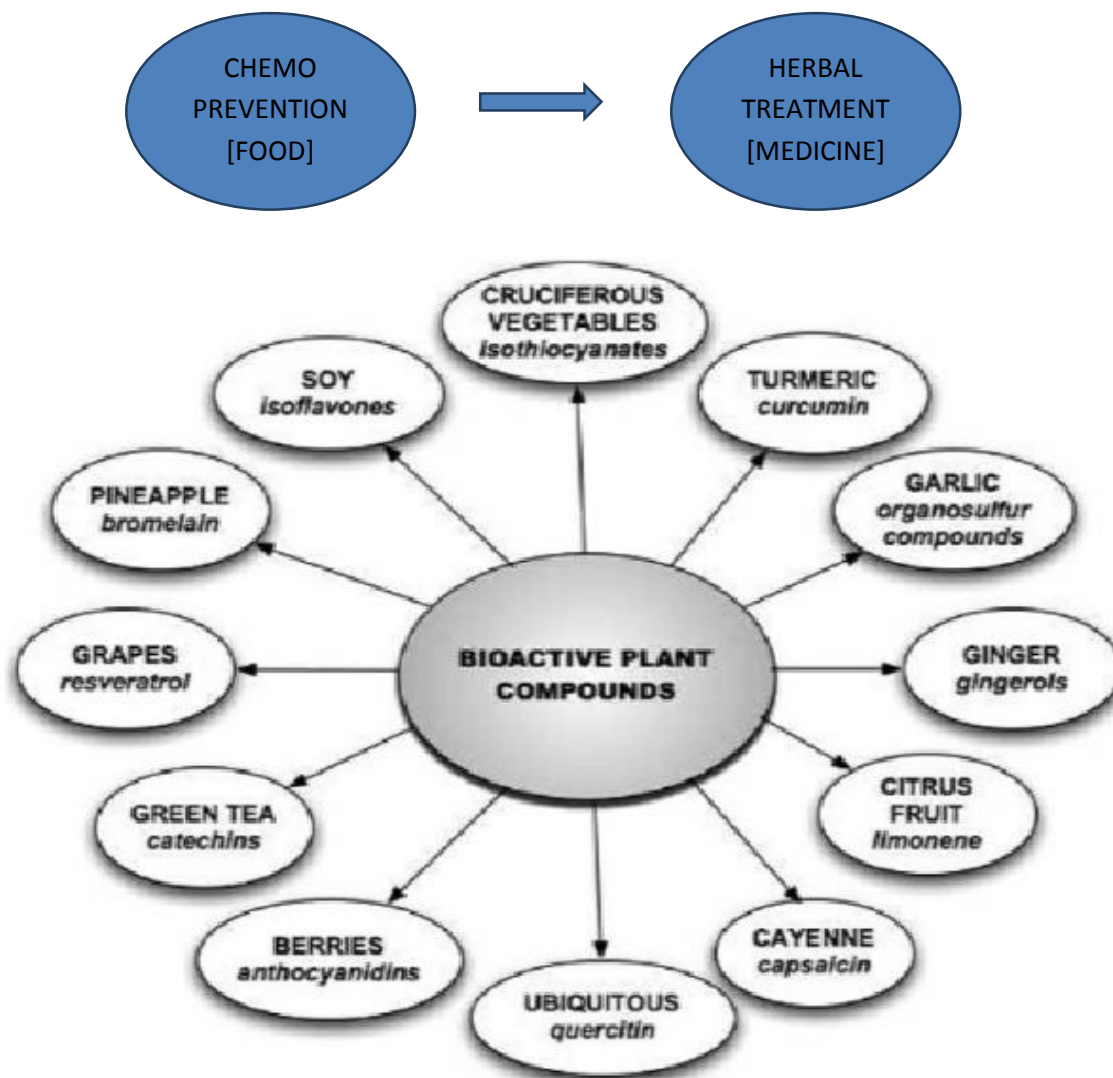 CHEMO
PREVENTION
[FOOD]
HERBAL
TREATMENT
[MEDICINE]
CRUCIFEROUS
VEGETABLES
isothiocyanates
SOY
isoflavones
TURMERIC
curcumin
PINEAPPLE
bromelain
GARLIC
organosulfur
compounds
BIOACTIVE PLANT
COMPOUNDS
GRAPES
resveratrol
GINGER
gingerols
GREEN TEA
catechins
CITRUS
FRUIT
limonene
BERRIES
anthocyanidins
CAYENNE
capsaicin
UBIQUITOUS
quercitin